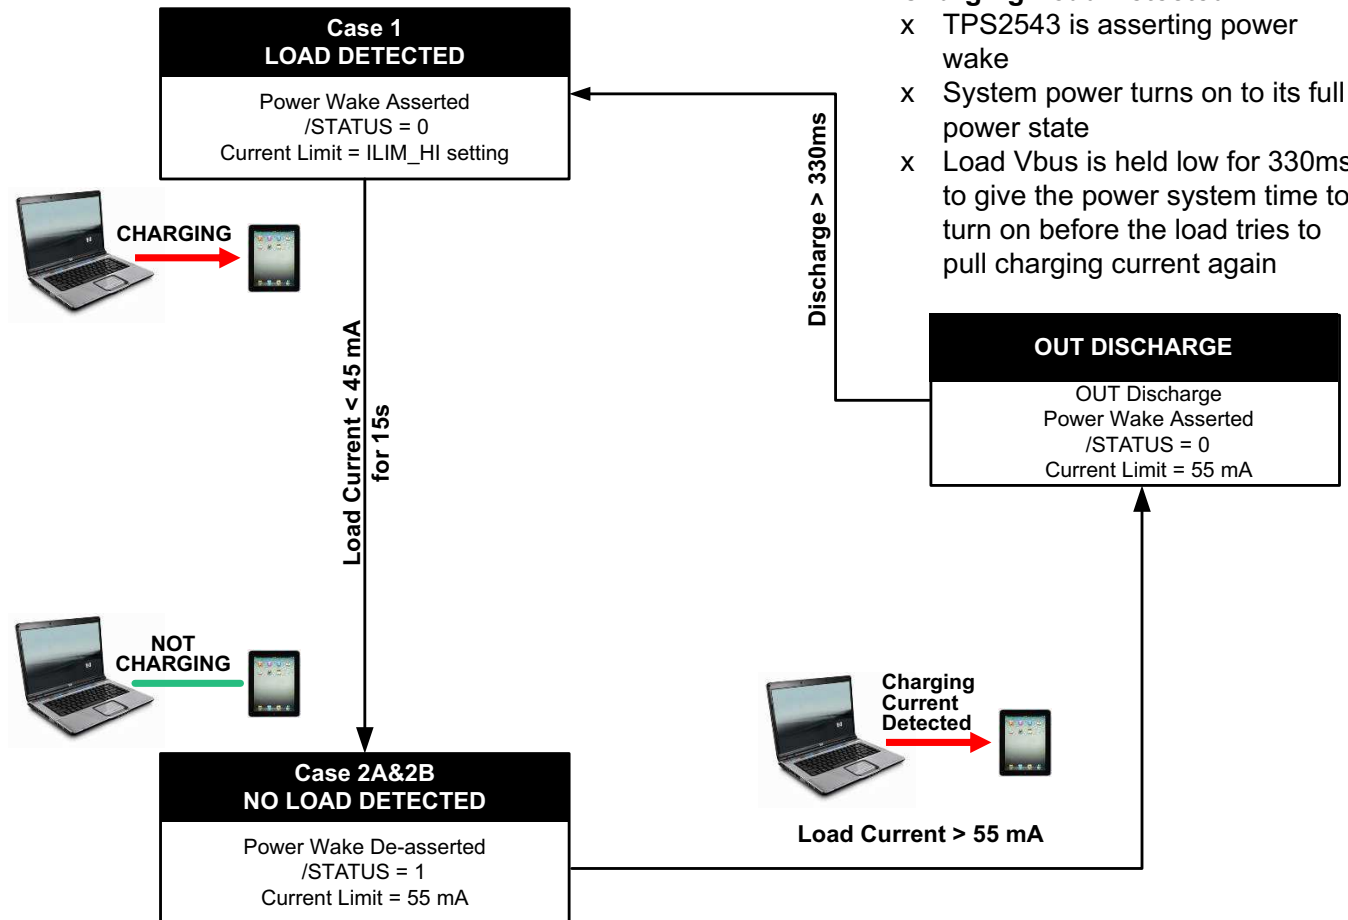 Case 1
LOAD DETECTED
Power Wake Asserted
/STATUS = 0
Current Limit = ILIM_HI setting
x TPS2543 is asserting power
wake
x System power turns on to its full
power state
x Load Vbus is held low for 330ms
to give the power system time to
turn on before the load tries to
pull charging current again
CHARGING
Discharge > 330ms
Load Current < 45 mA
for 15s
OUT DISCHARGE
OUT Discharge
Power Wake Asserted
/STATUS = 0
Current Limit = 55 mA
NOT
CHARGING
Charging
Current
Detected
Load Current > 55 mA
Case 2A&2B
NO LOAD DETECTED
Power Wake De-asserted
/STATUS = 1
Current Limit = 55 mA